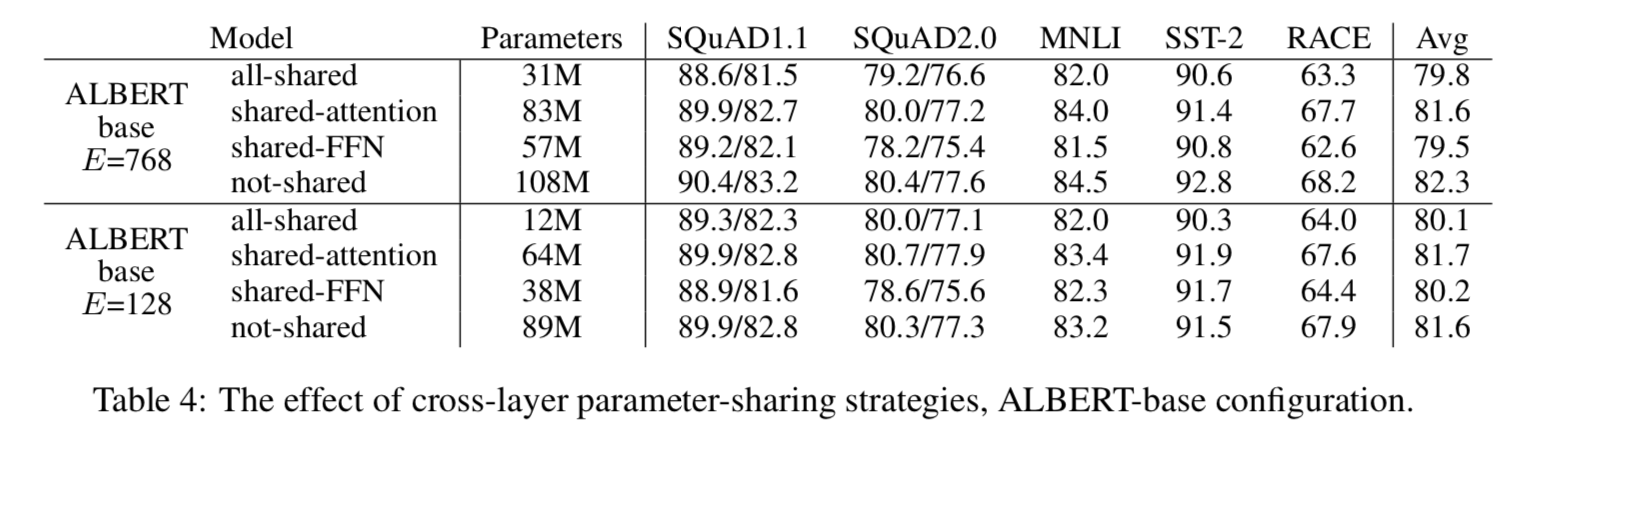 Model Parameters SQuAD1.1 SQuAD2.0 MNLI SST-2 RACE Avg
ALBERT base E=768
all-shared 31M 88.6/81.5 79.2/76.6 82.0 90.6 63.3 79.8
shared-attention 83M 89.9/82.7 80.0/77.2 84.0 91.4 67.7 81.6
shared-FFN 57M 89.2/82.1 78.2/75.4 81.5 90.8 62.6 79.5
not-shared 108M 90.4/83.2 80.4/77.6 84.5 92.8 68.2 82.3
ALBERT base E=128
all-shared 12M 89.3/82.3 80.0/77.1 82.0 90.3 64.0 80.1
shared-attention 64M 89.9/82.8 80.7/77.9 83.4 91.9 67.6 81.7
shared-FFN 38M 88.9/81.6 78.6/75.6 82.3 91.7 64.4 80.2
not-shared 89M 89.9/82.8 80.3/77.3 83.2 91.5 67.9 81.6
Table 4: The effect of cross-layer parameter-sharing strategies, ALBERT-base configuration.